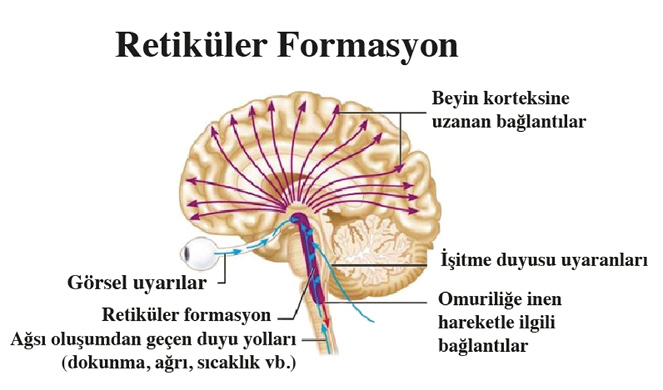 Retiküler Formasyon
Beyin korteksine
uzanan bağlantılar
Görsel uyarılar
İşitme duyusu uyaranları
Retiküler formasyon
Ağsı oluşumdan geçen duyu yolları
(dokunma, ağrı, sıcaklık vb.)
Omuriliğe inen
hareketle ilgili
bağlantılar